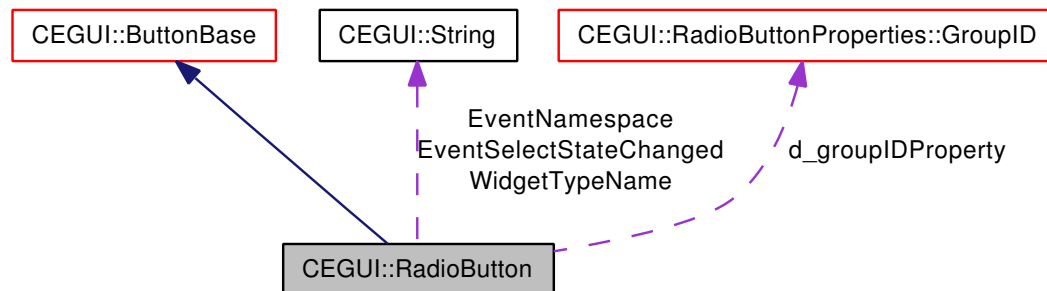 CEGUI::ButtonBase
CEGUI::String
CEGUI::RadioButtonProperties::GroupID
EventNamespace
EventSelectStateChanged
WidgetTypeName
d_groupIDProperty
CEGUI::RadioButton